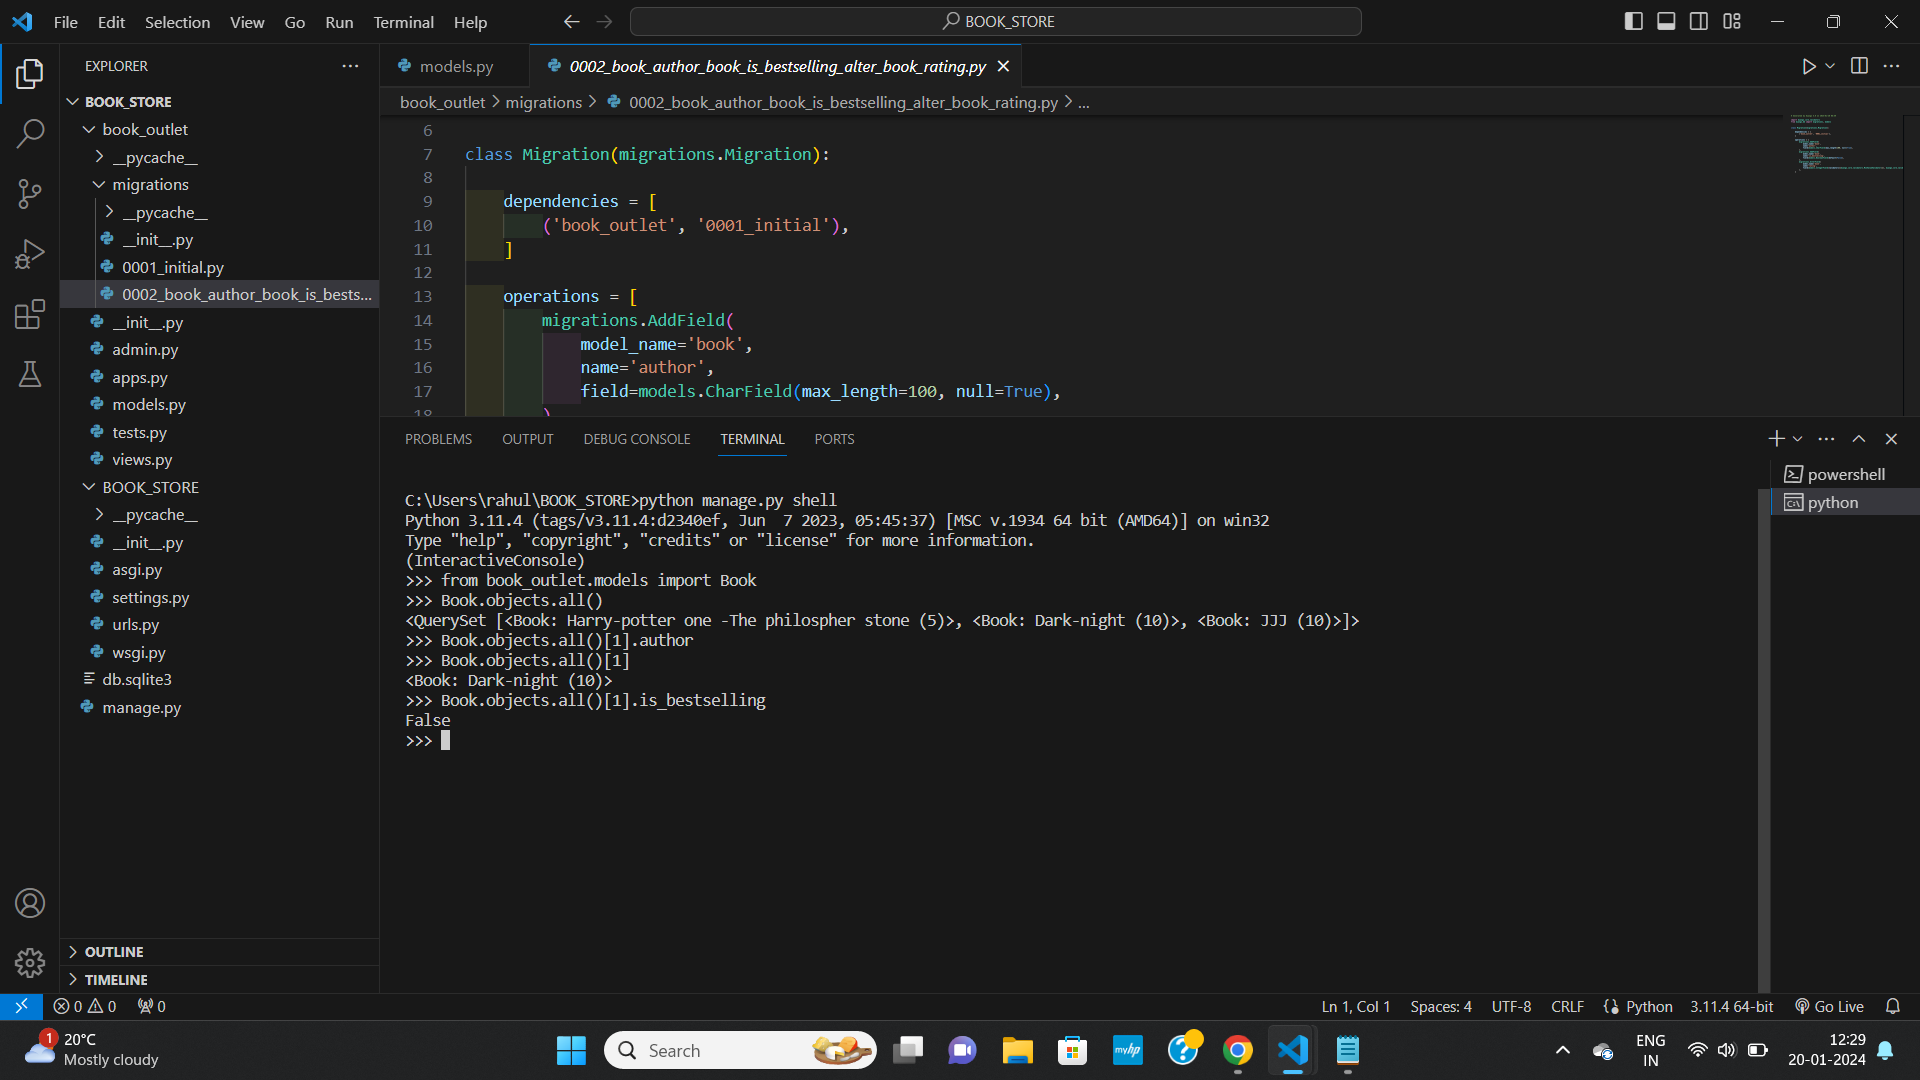 File Edit Selection View Go Run Terminal Help
BOOK_STORE
EXPLORER
BOOK_STORE
book_outlet
__pycache__
migrations
__pycache__
__init__.py
0001_initial.py
0002_book_author_book_is_bests...
__init__.py
admin.py
apps.py
models.py
tests.py
views.py
BOOK_STORE
__pycache__
__init__.py
asgi.py
settings.py
urls.py
wsgi.py
db.sqlite3
manage.py
OUTLINE
TIMELINE
models.py
0002_book_author_book_is_bestselling_alter_book_rating.py
book_outlet > migrations > 0002_book_author_book_is_bestselling_alter_book_rating.py > ...
6
7 class Migration(migrations.Migration):
8
9 dependencies = [
10 ('book_outlet', '0001_initial'),
11 ]
12
13 operations = [
14 migrations.AddField(
15 model_name='book',
16 name='author',
17 field=models.CharField(max_length=100, null=True),
18 )
PROBLEMS OUTPUT DEBUG CONSOLE TERMINAL PORTS
powershell
python
C:\Users\rahul\BOOK_STORE>python manage.py shell
Python 3.11.4 (tags/v3.11.4:d2340ef, Jun  7 2023, 05:45:37) [MSC v.1934 64 bit (AMD64)] on win32
Type "help", "copyright", "credits" or "license" for more information.
(InteractiveConsole)
>>> from book_outlet.models import Book
>>> Book.objects.all()
<QuerySet [<Book: Harry-potter one -The philospher stone (5)>, <Book: Dark-night (10)>, <Book: JJJ (10)>]>
>>> Book.objects.all()[1].author
>>> Book.objects.all()[1]
<Book: Dark-night (10)>
>>> Book.objects.all()[1].is_bestselling
False
>>>
0 0 0
Ln 1, Col 1 Spaces: 4 UTF-8 CRLF Python 3.11.4 64-bit Go Live
1
20°C
Mostly cloudy
Search
myhp
ENG
IN
12:29
20-01-2024